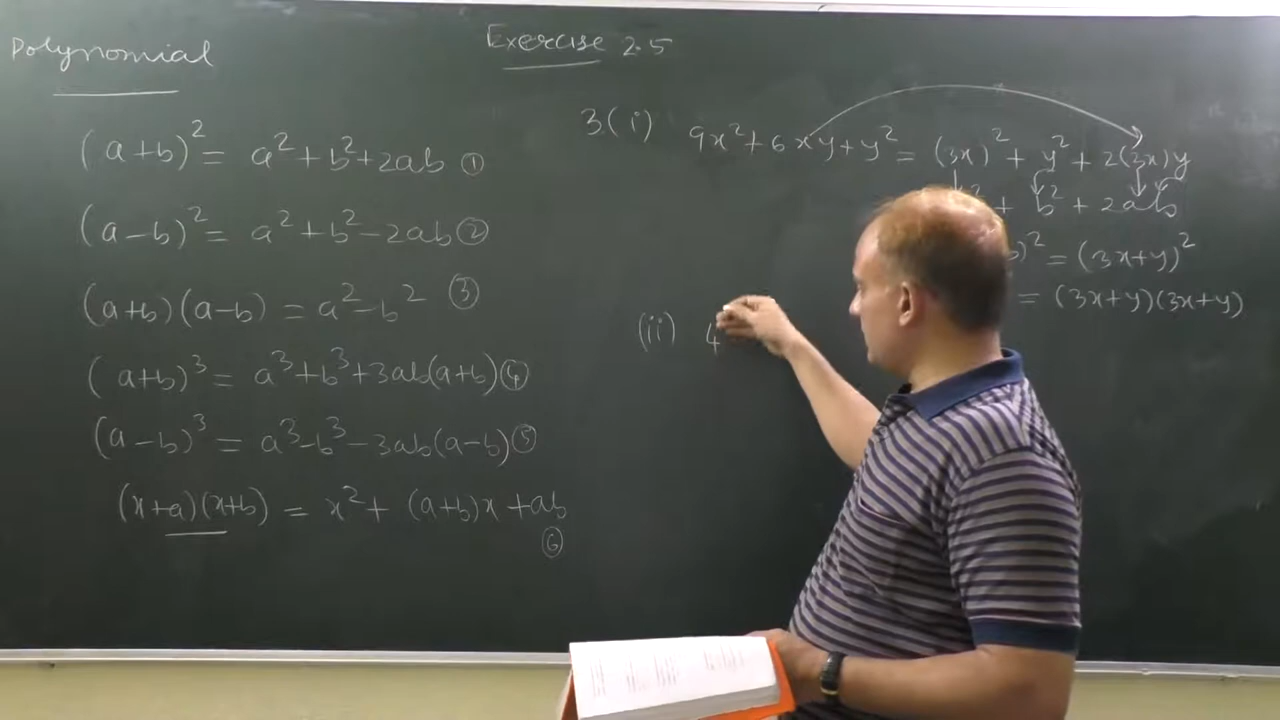 Polynomial
Exercise 2.5
(a+b)² = a²+b²+2ab ①
(a-b)² = a²+b²-2ab ②
(a+b)(a-b) = a²-b² ③
(a+b)³ = a³+b³+3ab(a+b) ④
(a-b)³ = a³-b³-3ab(a-b) ⑤
(x+a)(x+b) = x²+ (a+b)x +ab
⑥
3(i) 9x²+6xy+y² = (3x)²+ y²+ 2(3x)y
² + b² + 2ab
b)² = (3x+y)²
= (3x+y)(3x+y)
(ii) 4